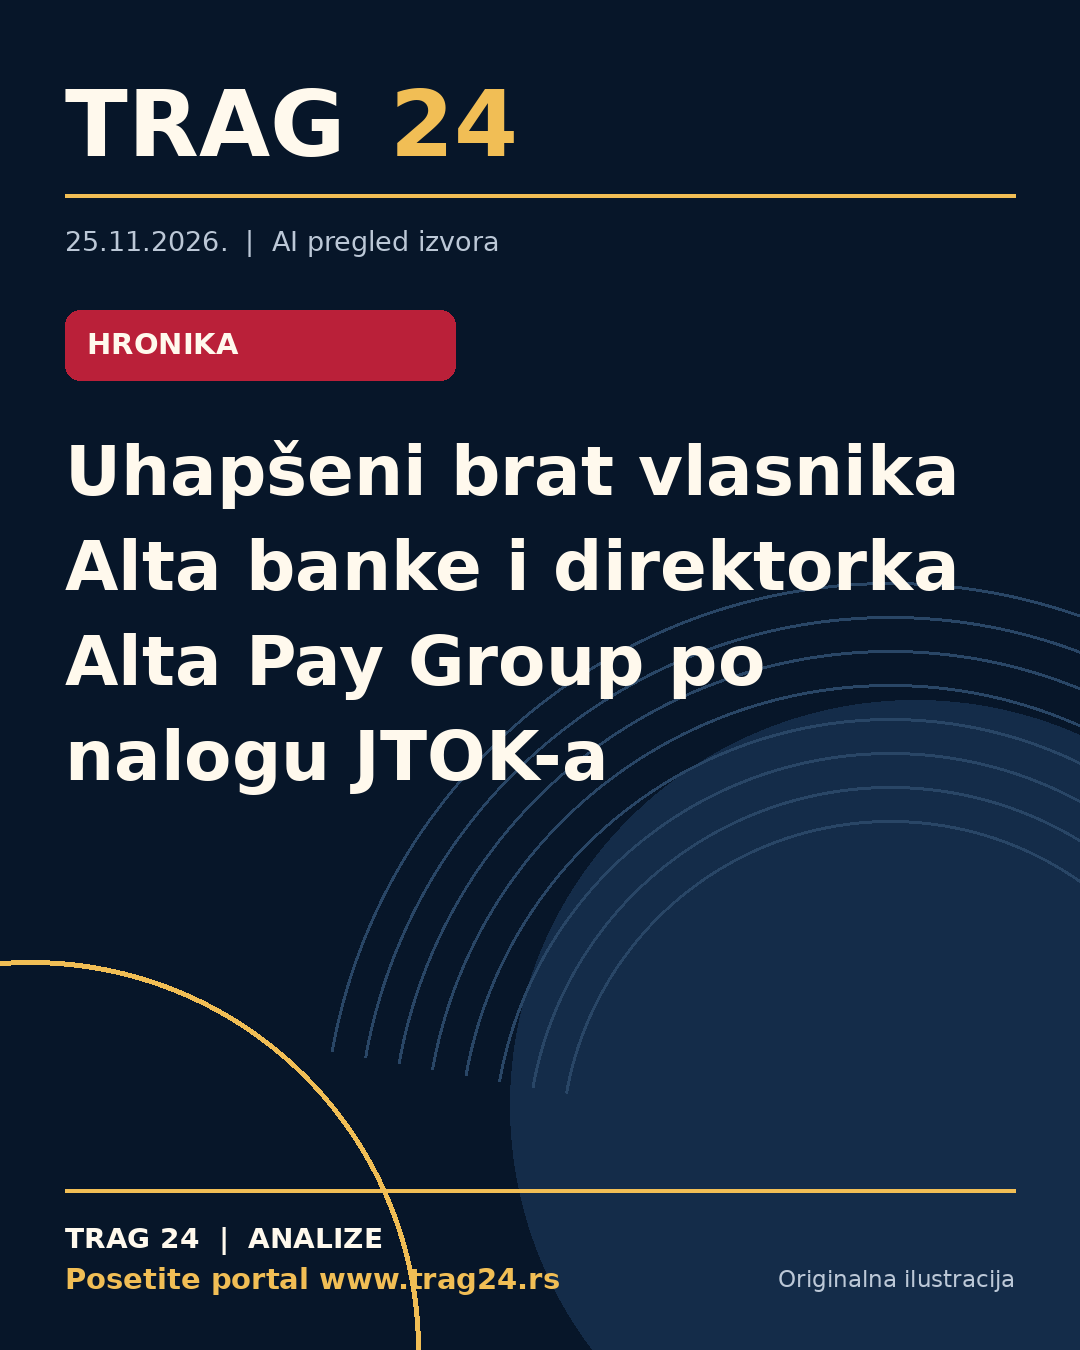 TRAG 24
25.11.2026. | AI pregled izvora
HRONIKA
Uhapšeni brat vlasnika
Alta banke i direktorka
Alta Pay Group po
nalogu JTOK-a
TRAG 24 | ANALIZE
Posetite portal www.trag24.rs
Originalna ilustracija